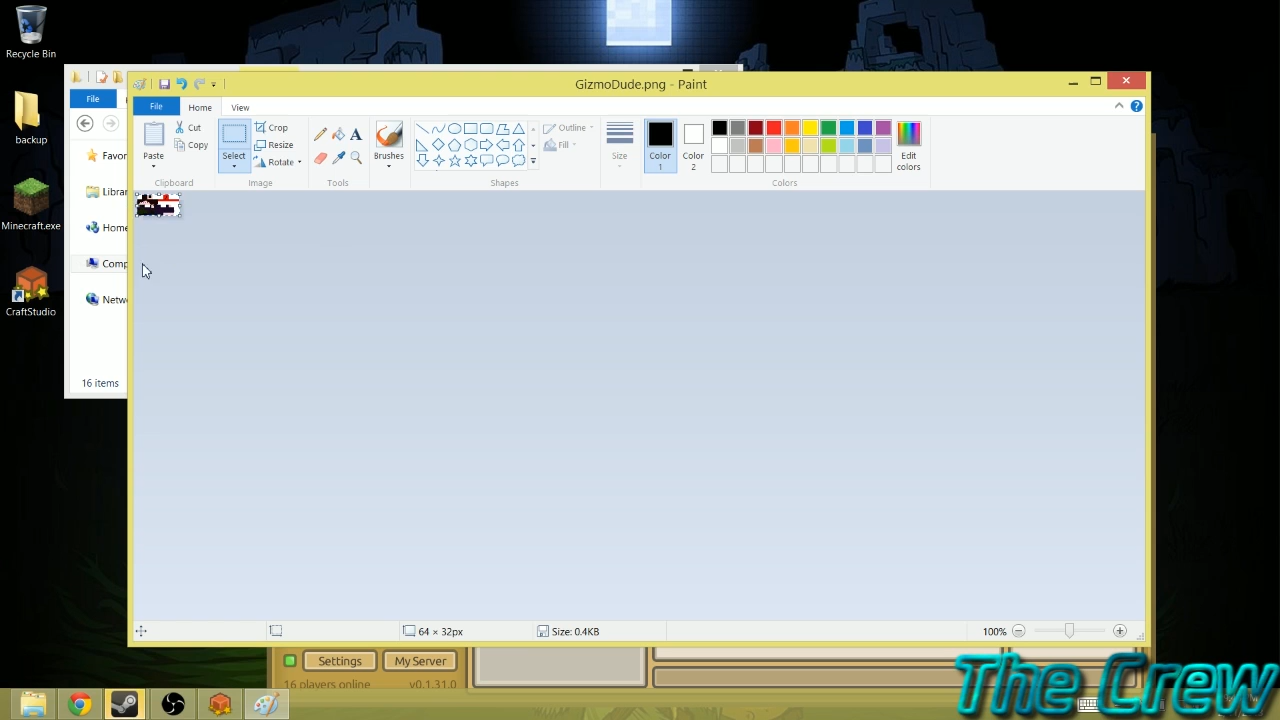 Recycle Bin
backup
Minecraft.exe
CraftStudio
File
Favor
Librar
Home
Comp
Netw
16 items
GizmoDude.png - Paint
File
Home
View
Paste
Cut
Copy
Clipboard
Select
Crop
Resize
Rotate
Image
A
Tools
Brushes
Shapes
Outline
Fill
Size
Color 1
Color 2
Edit colors
Colors
64 × 32px
Size: 0.4KB
100%
Settings
My Server
16 players online
v0.1.31.0
The Crew